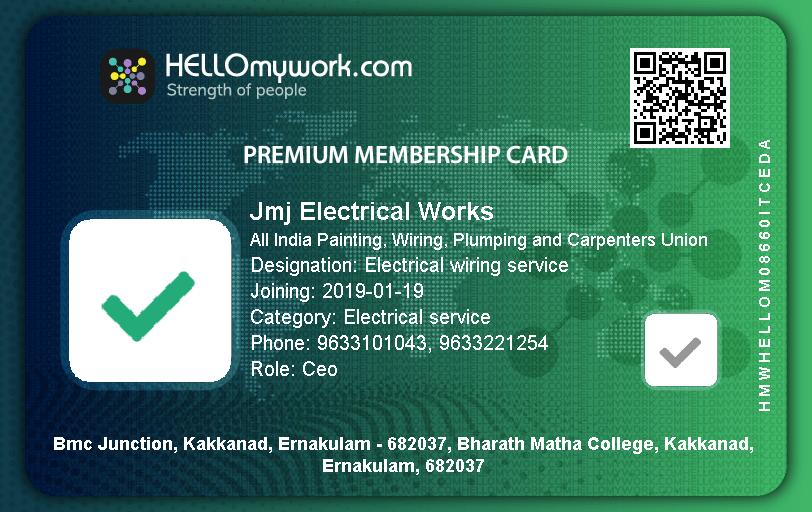 HELLOmywork.com
Strength of people
PREMIUM MEMBERSHIP CARD
Jmj Electrical Works
All India Painting, Wiring, Plumping and Carpenters Union
Designation: Electrical wiring service
Joining: 2019-01-19
Category: Electrical service
Phone: 9633101043, 9633221254
Role: Ceo
HMWHELLOM08660ITCEDA
Bmc Junction, Kakkanad, Ernakulam - 682037, Bharath Matha College, Kakkanad,
Ernakulam, 682037